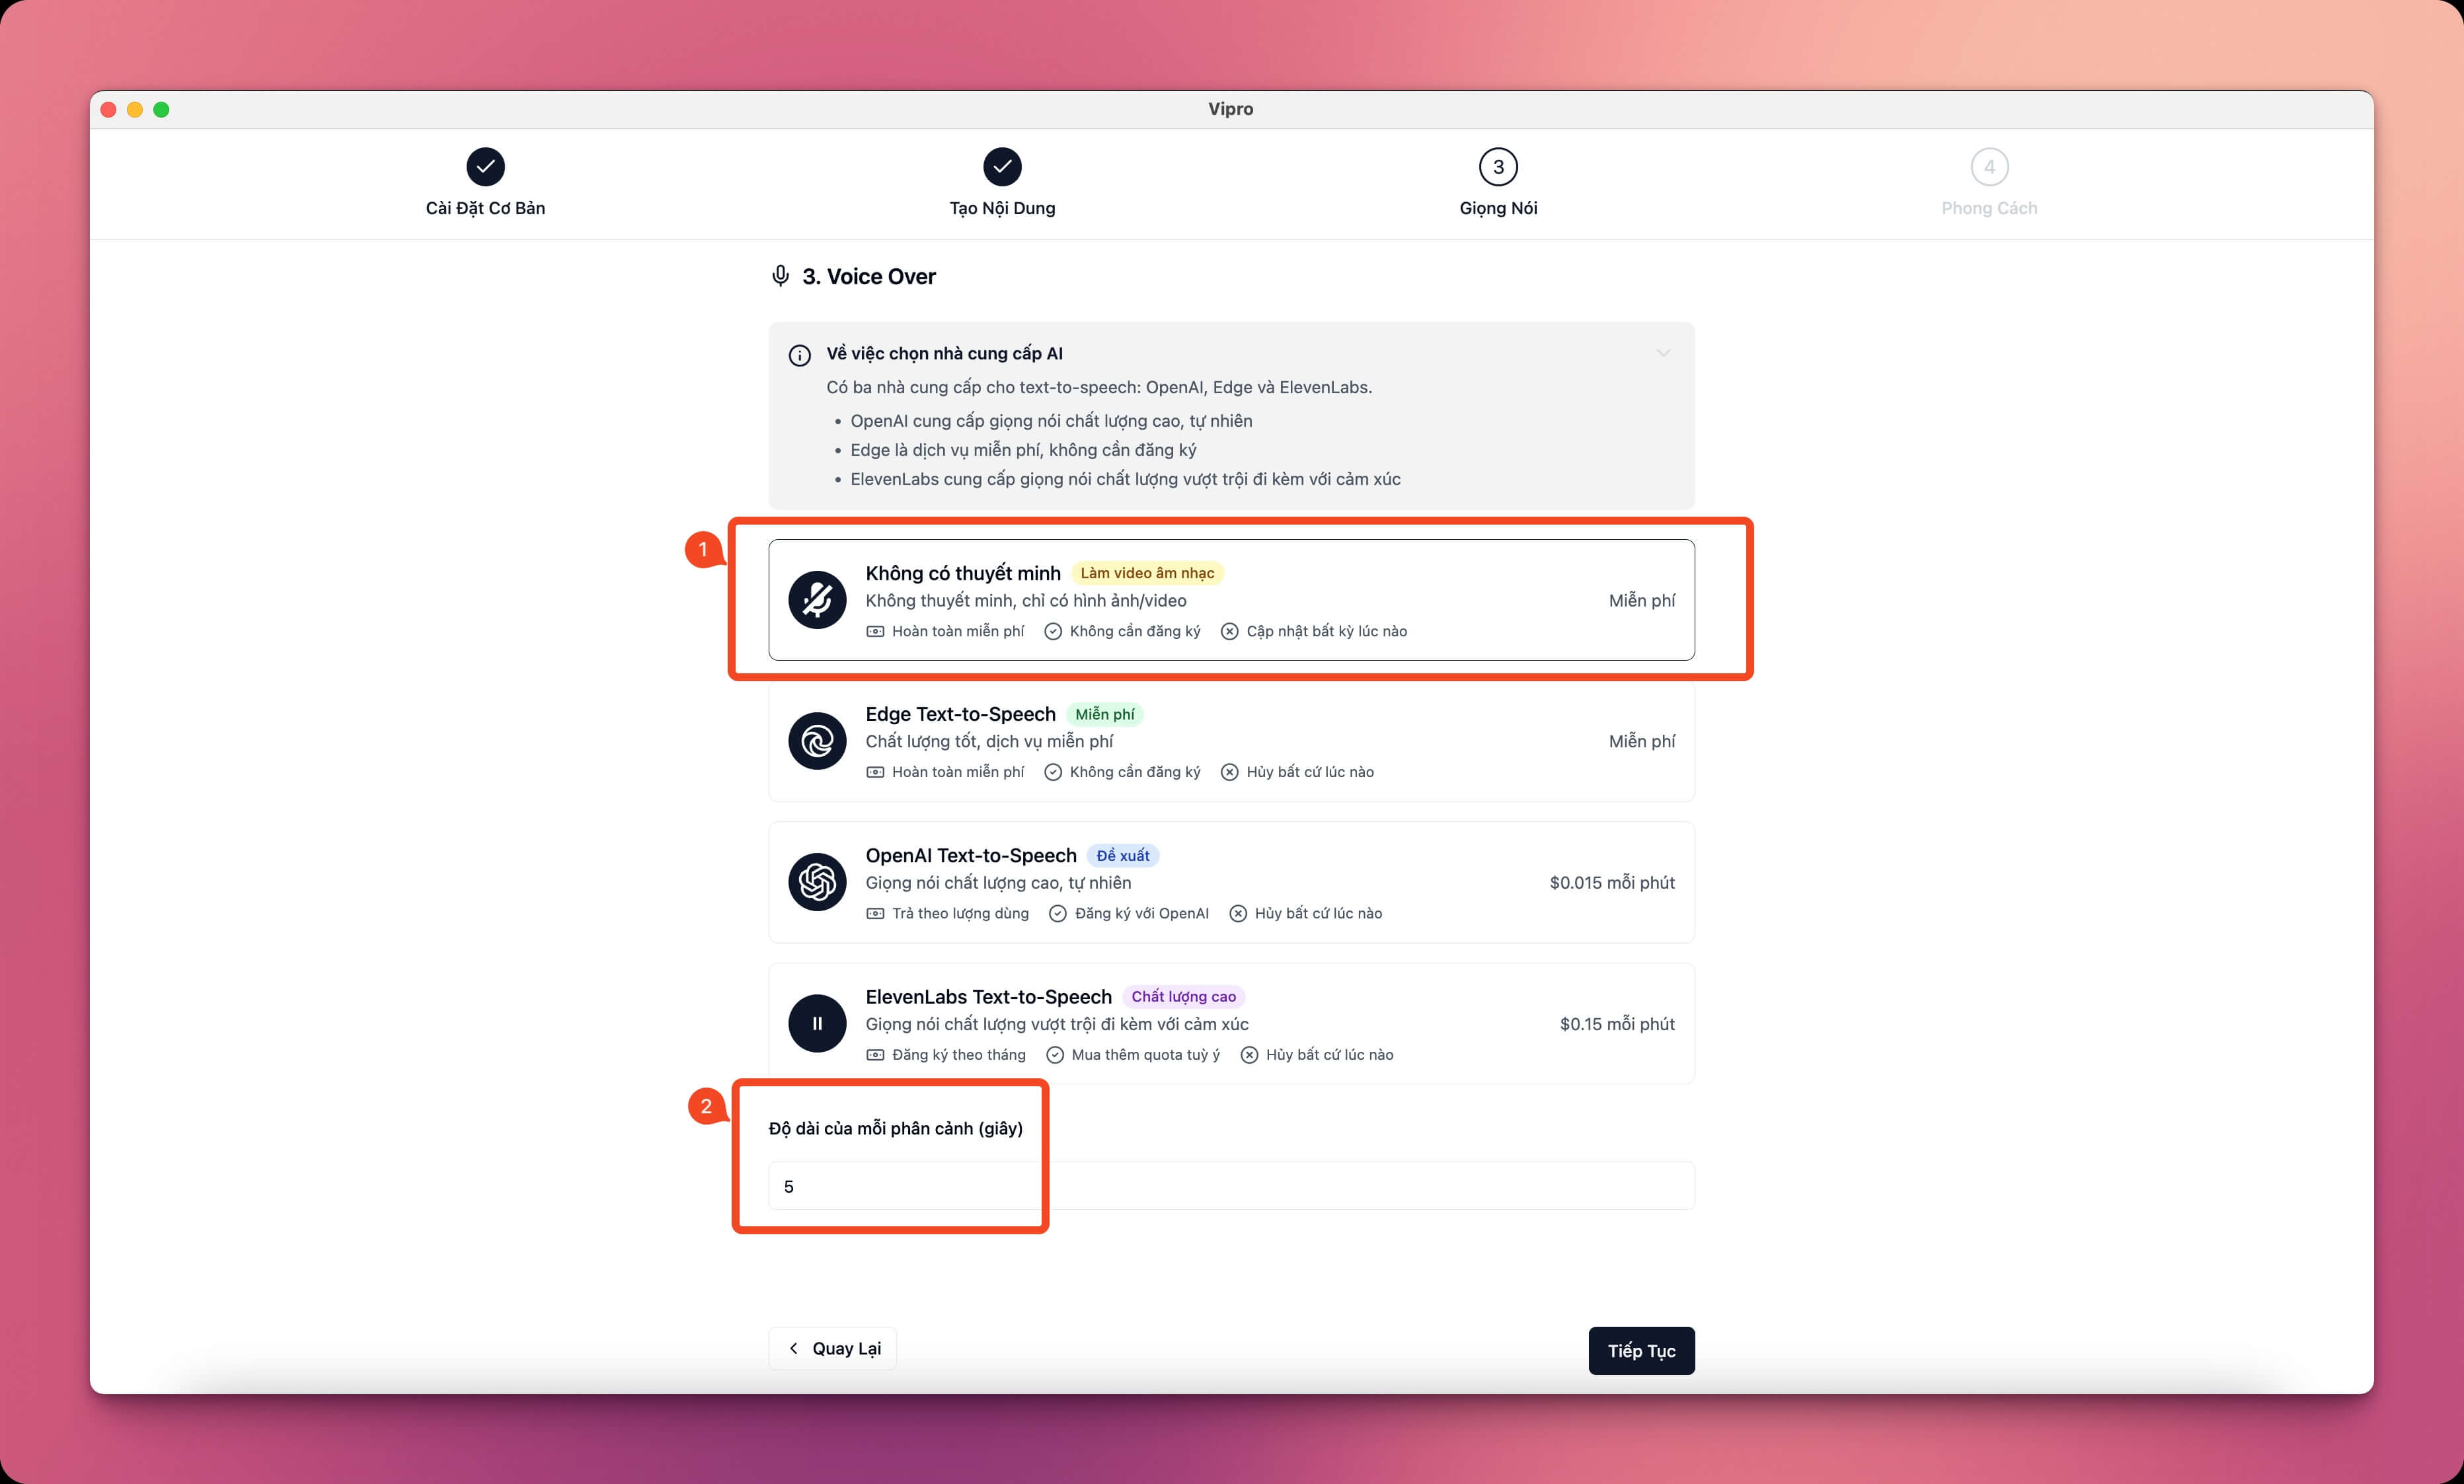 Vipro
3
4
Cài Đặt Cơ Bản
Tạo Nội Dung
Giọng Nói
Phong Cách
3. Voice Over
Về việc chọn nhà cung cấp AI
Có ba nhà cung cấp cho text-to-speech: OpenAI, Edge và ElevenLabs.
• OpenAI cung cấp giọng nói chất lượng cao, tự nhiên
• Edge là dịch vụ miễn phí, không cần đăng ký
• ElevenLabs cung cấp giọng nói chất lượng vượt trội đi kèm với cảm xúc
1
Không có thuyết minh Làm video âm nhạc
Không thuyết minh, chỉ có hình ảnh/video
Miễn phí
Hoàn toàn miễn phí Không cần đăng ký Cập nhật bất kỳ lúc nào
Edge Text-to-Speech Miễn phí
Chất lượng tốt, dịch vụ miễn phí
Miễn phí
Hoàn toàn miễn phí Không cần đăng ký Hủy bất cứ lúc nào
OpenAI Text-to-Speech Đề xuất
Giọng nói chất lượng cao, tự nhiên
$0.015 mỗi phút
Trả theo lượng dùng Đăng ký với OpenAI Hủy bất cứ lúc nào
ElevenLabs Text-to-Speech Chất lượng cao
Giọng nói chất lượng vượt trội đi kèm với cảm xúc
$0.15 mỗi phút
Đăng ký theo tháng Mua thêm quota tuỳ ý Hủy bất cứ lúc nào
2
Độ dài của mỗi phân cảnh (giây)
5
Quay Lại
Tiếp Tục